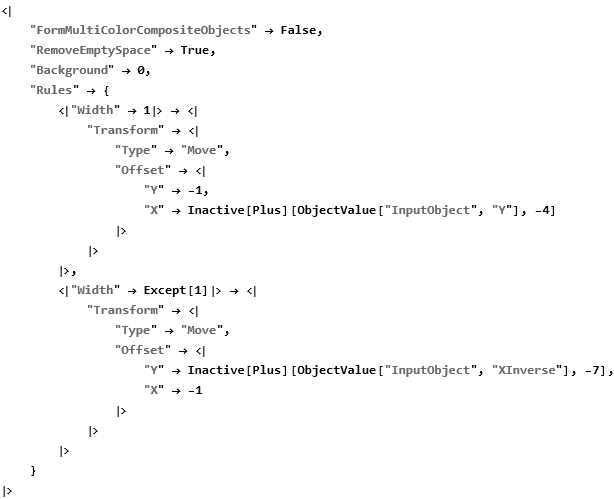 <|
    "FormMultiColorCompositeObjects" → False,
    "RemoveEmptySpace" → True,
    "Background" → 0,
    "Rules" → {
        <|"Width" → 1|> → <|
            "Transform" → <|
                "Type" → "Move",
                "Offset" → <|
                    "Y" → -1,
                    "X" → Inactive[Plus][ObjectValue["InputObject", "Y"], -4]
                |>
            |>
        |>,
        <|"Width" → Except[1]|> → <|
            "Transform" → <|
                "Type" → "Move",
                "Offset" → <|
                    "Y" → Inactive[Plus][ObjectValue["InputObject", "XInverse"], -7],
                    "X" → -1
                |>
            |>
        |>
    }
|>